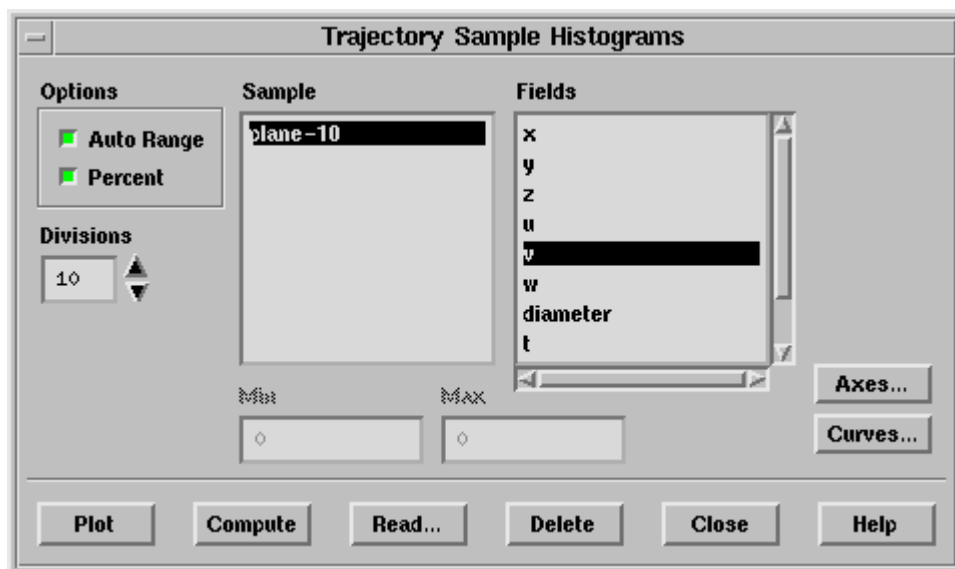 Trajectory Sample Histograms
Options
Auto Range
Percent
Divisions
10
Sample
plane-10
Fields
x
y
z
u
v
w
diameter
t
Min
0
Max
0
Axes...
Curves...
Plot
Compute
Read...
Delete
Close
Help